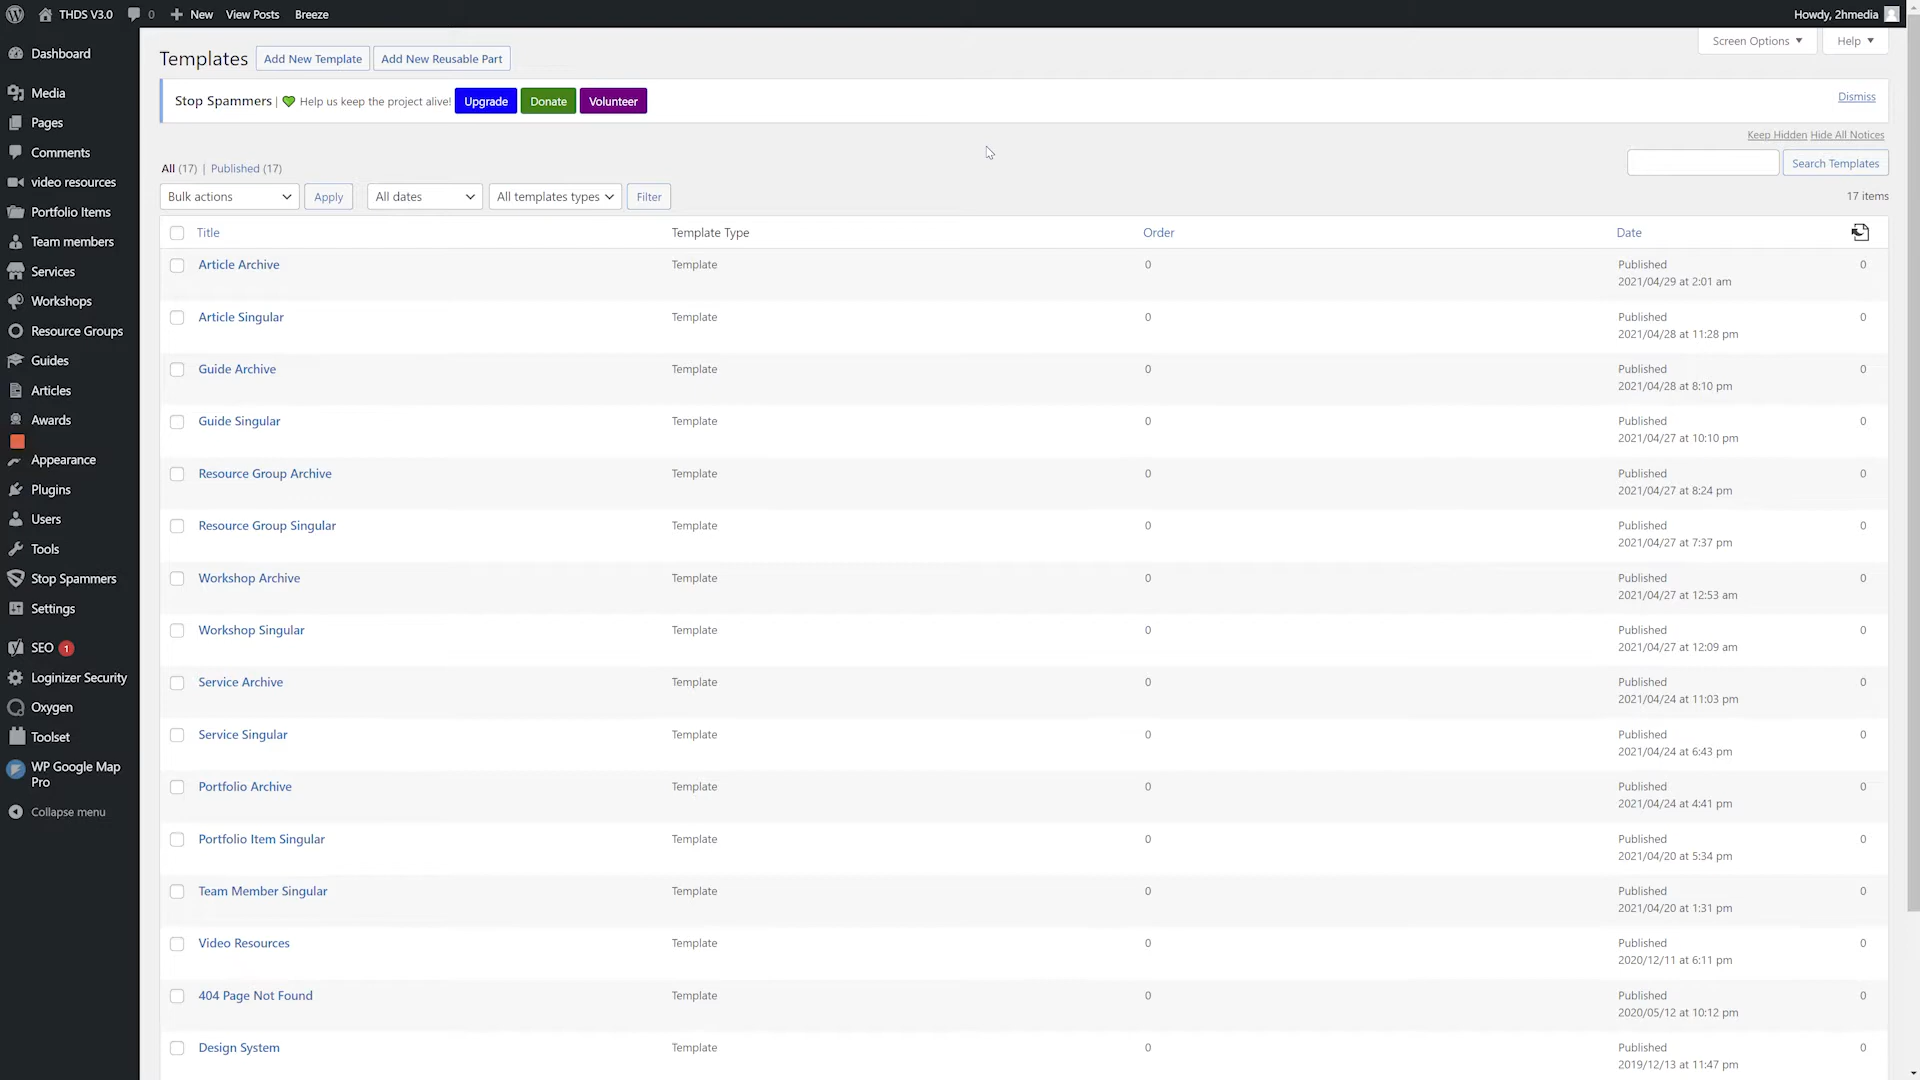 THDS V3.0 0 New View Posts Breeze Howdy, 2hmedia
Dashboard
Media
Pages
Comments
video resources
Portfolio Items
Team members
Services
Workshops
Resource Groups
Guides
Articles
Awards
Appearance
Plugins
Users
Tools
Stop Spammers
Settings
SEO 1
Loginizer Security
Oxygen
Toolset
WP Google Map
Pro
Collapse menu
Screen Options Help
Templates Add New Template Add New Reusable Part
Stop Spammers | Help us keep the project alive! Upgrade Donate Volunteer Dismiss
Keep Hidden Hide All Notices
All (17) | Published (17) Search Templates
Bulk actions Apply All dates All templates types Filter 17 items
Title Template Type Order Date
Article Archive Template 0 Published 0
2021/04/29 at 2:01 am
Article Singular Template 0 Published 0
2021/04/28 at 11:28 pm
Guide Archive Template 0 Published 0
2021/04/28 at 8:10 pm
Guide Singular Template 0 Published 0
2021/04/27 at 10:10 pm
Resource Group Archive Template 0 Published 0
2021/04/27 at 8:24 pm
Resource Group Singular Template 0 Published 0
2021/04/27 at 7:37 pm
Workshop Archive Template 0 Published 0
2021/04/27 at 12:53 am
Workshop Singular Template 0 Published 0
2021/04/27 at 12:09 am
Service Archive Template 0 Published 0
2021/04/24 at 11:03 pm
Service Singular Template 0 Published 0
2021/04/24 at 6:43 pm
Portfolio Archive Template 0 Published 0
2021/04/24 at 4:41 pm
Portfolio Item Singular Template 0 Published 0
2021/04/20 at 5:34 pm
Team Member Singular Template 0 Published 0
2021/04/20 at 1:31 pm
Video Resources Template 0 Published 0
2020/12/11 at 6:11 pm
404 Page Not Found Template 0 Published 0
2020/05/12 at 10:12 pm
Design System Template 0 Published 0
2019/12/13 at 11:47 pm